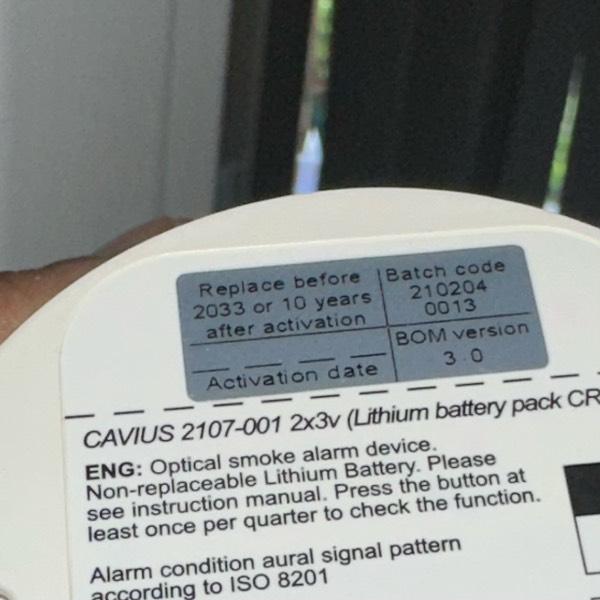 Replace before
2033 or 10 years
after activation
Activation date
Batch code
210204
0013
BOM version
3.0
CAVIUS 2107-001 2x3v (Lithium battery pack CR
ENG: Optical smoke alarm device.
Non-replaceable Lithium Battery. Please
see instruction manual. Press the button at
least once per quarter to check the function.
Alarm condition aural signal pattern
according to ISO 8201